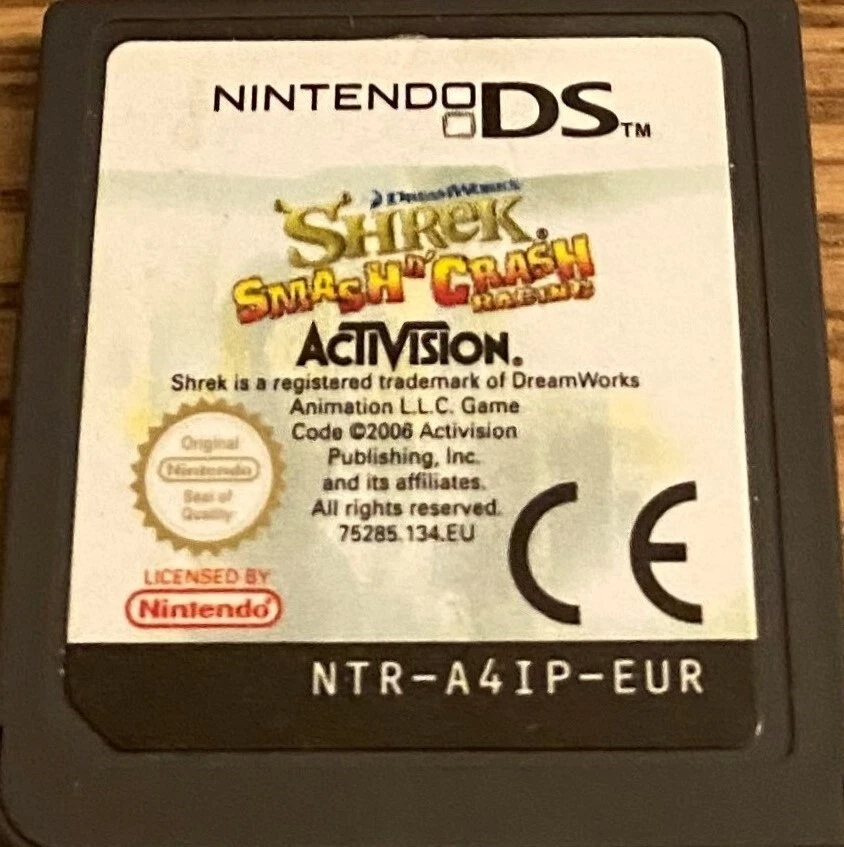 NINTENDO DS™
DreamWorks
SHREK®
SMASH n' CRASH
RACING
ACTIVISION®
Shrek is a registered trademark of DreamWorks
Animation L.L.C. Game
Code ©2006 Activision
Publishing, Inc.
and its affiliates.
All rights reserved.
75285.134.EU
Original
Nintendo
Seal of
Quality
LICENSED BY
Nintendo®
CE
NTR-A4IP-EUR